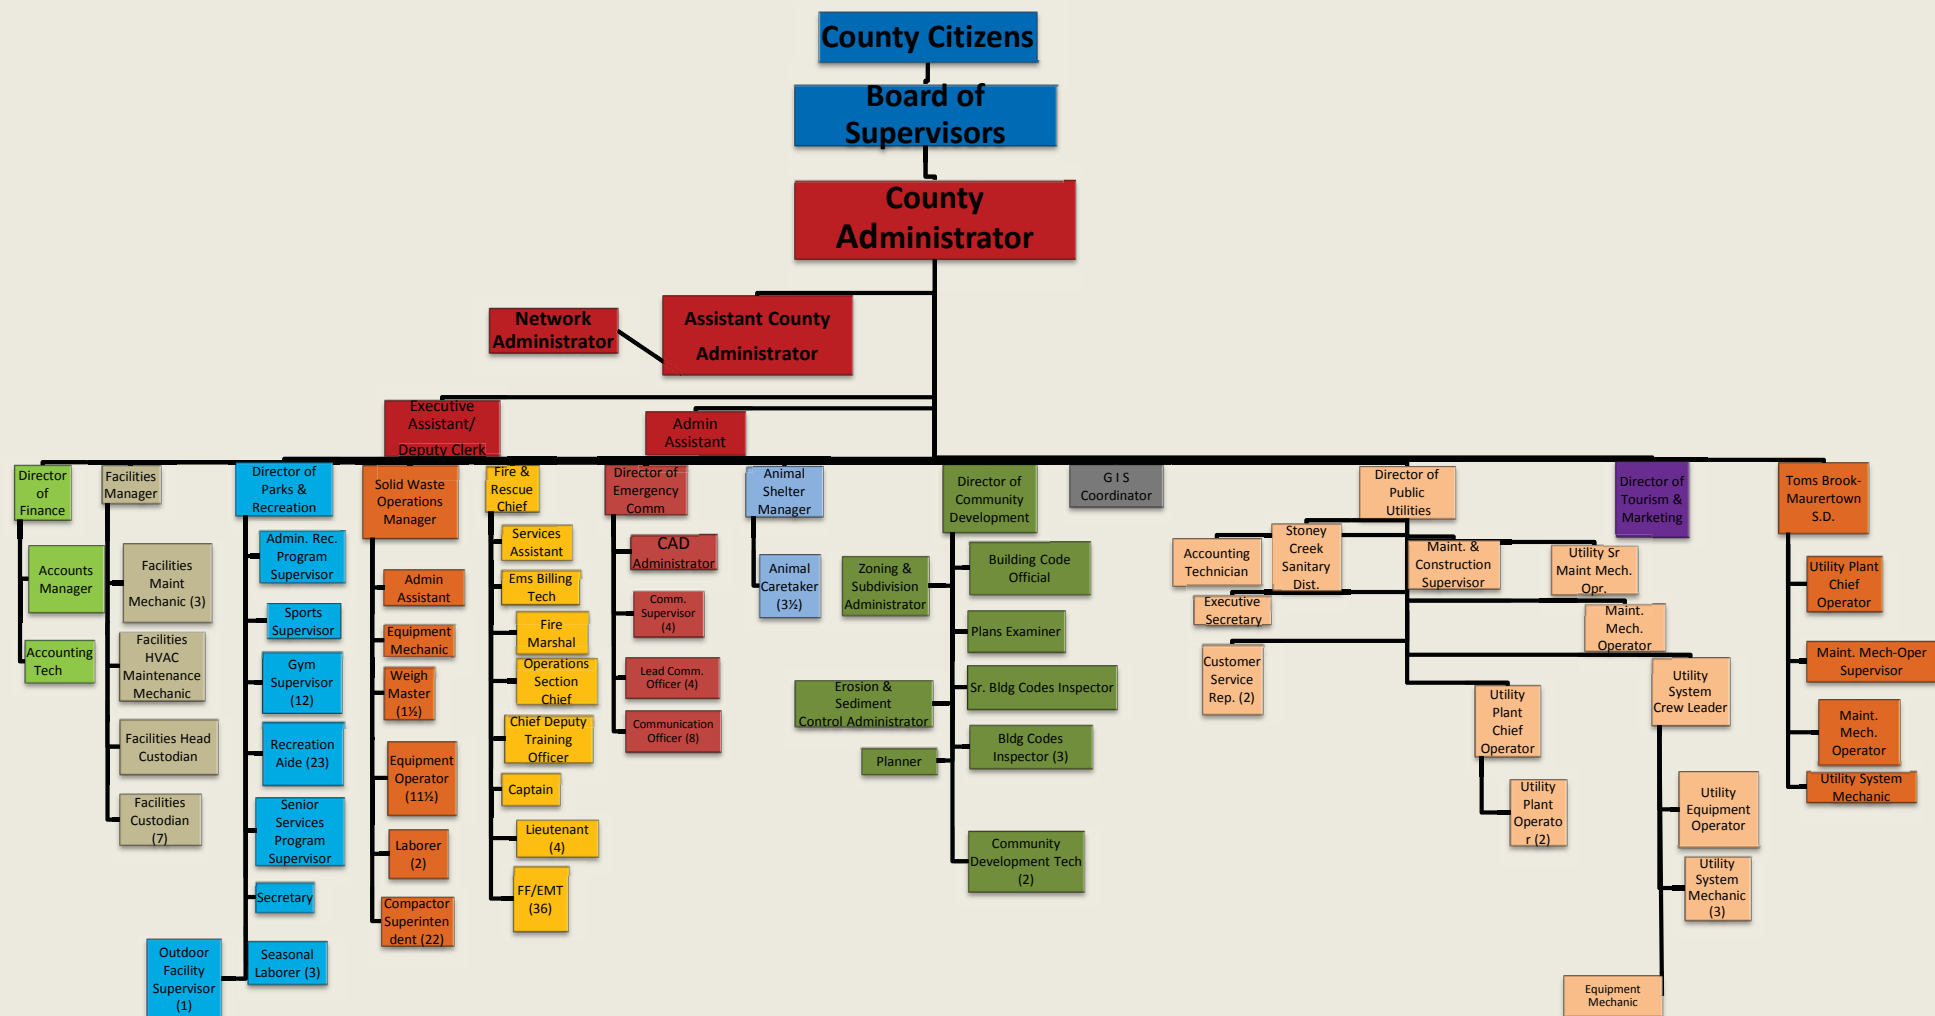 County Citizens
Board of
Supervisors
County
Administrator
Network
Administrator
Assistant County
Administrator
Executive
Assistant/
Deputy Clerk
Admin
Assistant
Director
of
Finance
Accounts
Manager
Accounting
Tech
Facilities
Manager
Facilities
Maint
Mechanic (3)
Facilities
HVAC
Maintenance
Mechanic
Facilities Head
Custodian
Facilities
Custodian
(7)
Director of
Parks &
Recreation
Admin. Rec.
Program
Supervisor
Sports
Supervisor
Gym
Supervisor
(12)
Recreation
Aide (23)
Senior
Services
Program
Supervisor
Secretary
Outdoor
Facility
Supervisor
(1)
Seasonal
Laborer (3)
Solid Waste
Operations
Manager
Admin
Assistant
Equipment
Mechanic
Weigh
Master
(1½)
Equipment
Operator
(11½)
Laborer
(2)
Compactor
Superinten
dent (22)
Fire &
Rescue
Chief
Services
Assistant
Ems Billing
Tech
Fire
Marshal
Operations
Section
Chief
Chief Deputy
Training
Officer
Captain
Lieutenant
(4)
FF/EMT
(36)
Director of
Emergency
Comm
CAD
Administrator
Comm.
Supervisor
(4)
Lead Comm.
Officer (4)
Communication
Officer (8)
Animal
Shelter
Manager
Animal
Caretaker
(3½)
Director of
Community
Development
Zoning &
Subdivision
Administrator
Building Code
Official
Plans Examiner
Erosion &
Sediment
Control Administrator
Sr. Bldg Codes Inspector
Planner
Bldg Codes
Inspector (3)
Community
Development Tech
(2)
G I S
Coordinator
Director of
Public
Utilities
Accounting
Technician
Stoney
Creek
Sanitary
Dist.
Maint. &
Construction
Supervisor
Utility Sr
Maint Mech.
Opr.
Executive
Secretary
Maint.
Mech.
Operator
Customer
Service
Rep. (2)
Utility
Plant
Chief
Operator
Utility
Plant
Operato
r (2)
Utility
System
Crew Leader
Utility
Equipment
Operator
Utility
System
Mechanic
(3)
Equipment
Mechanic
Director of
Tourism &
Marketing
Toms Brook-
Maurertown
S.D.
Utility Plant
Chief
Operator
Maint. Mech-Oper
Supervisor
Maint.
Mech.
Operator
Utility System
Mechanic